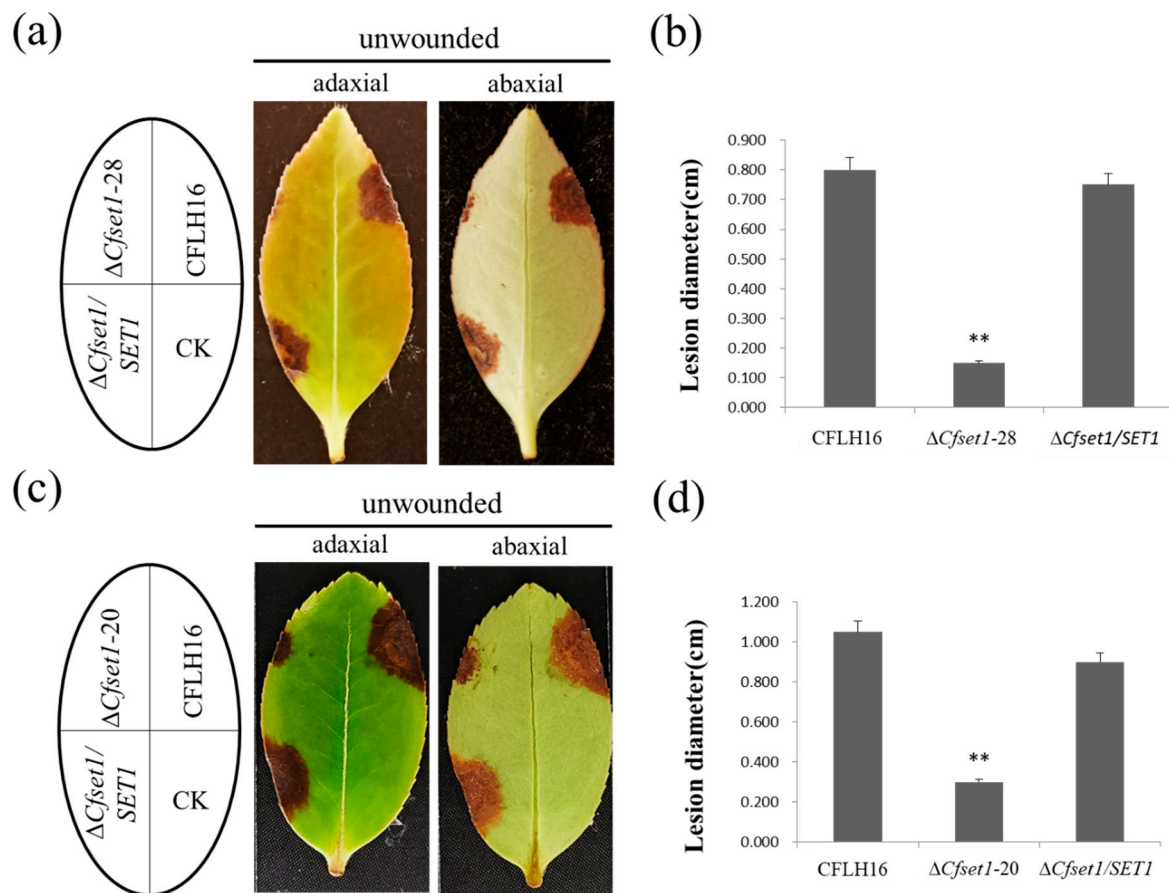 (a)
unwounded
adaxial
abaxial
ΔCfset1-28
CFLH16
ΔCfset1/
SET1
CK
(b)
Lesion diameter(cm)
0.900
0.800
0.700
0.600
0.500
0.400
0.300
0.200
0.100
0.000
**
CFLH16
ΔCfset1-28
ΔCfset1/SET1
(c)
unwounded
adaxial
abaxial
ΔCfset1-20
CFLH16
ΔCfset1/
SET1
CK
(d)
Lesion diameter(cm)
1.200
1.000
0.800
0.600
0.400
0.200
0.000
**
CFLH16
ΔCfset1-20
ΔCfset1/SET1